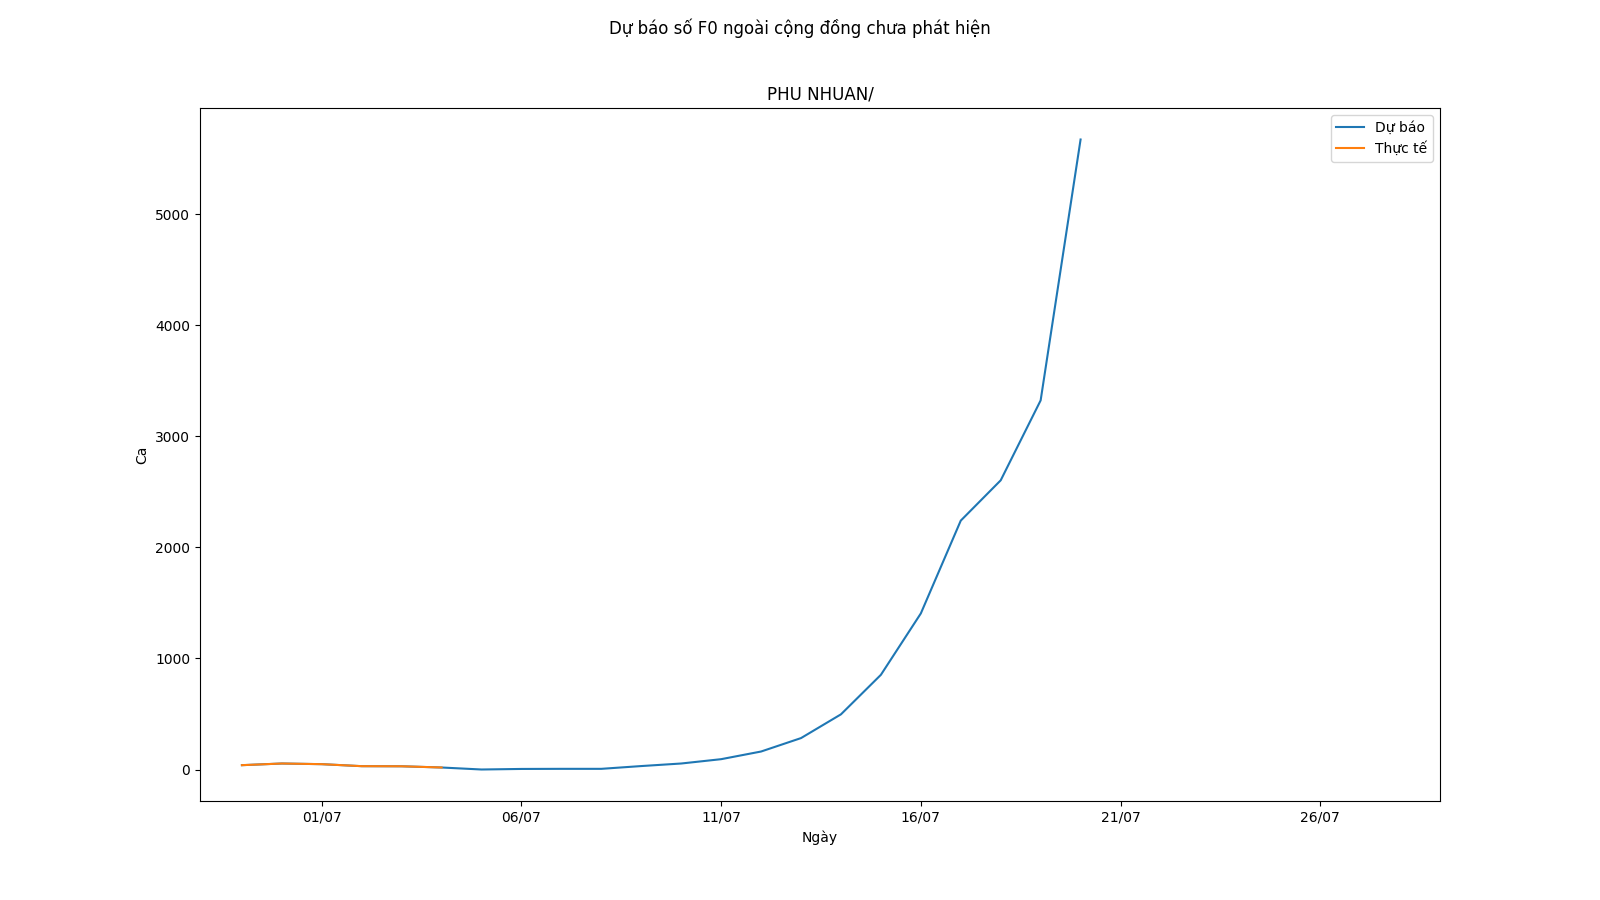 Dự báo số F0 ngoài cộng đồng chưa phát hiện
PHU NHUAN/
Dự báo
Thực tế
5000
4000
3000
2000
1000
0
Ca
01/07
06/07
11/07
16/07
21/07
26/07
Ngày